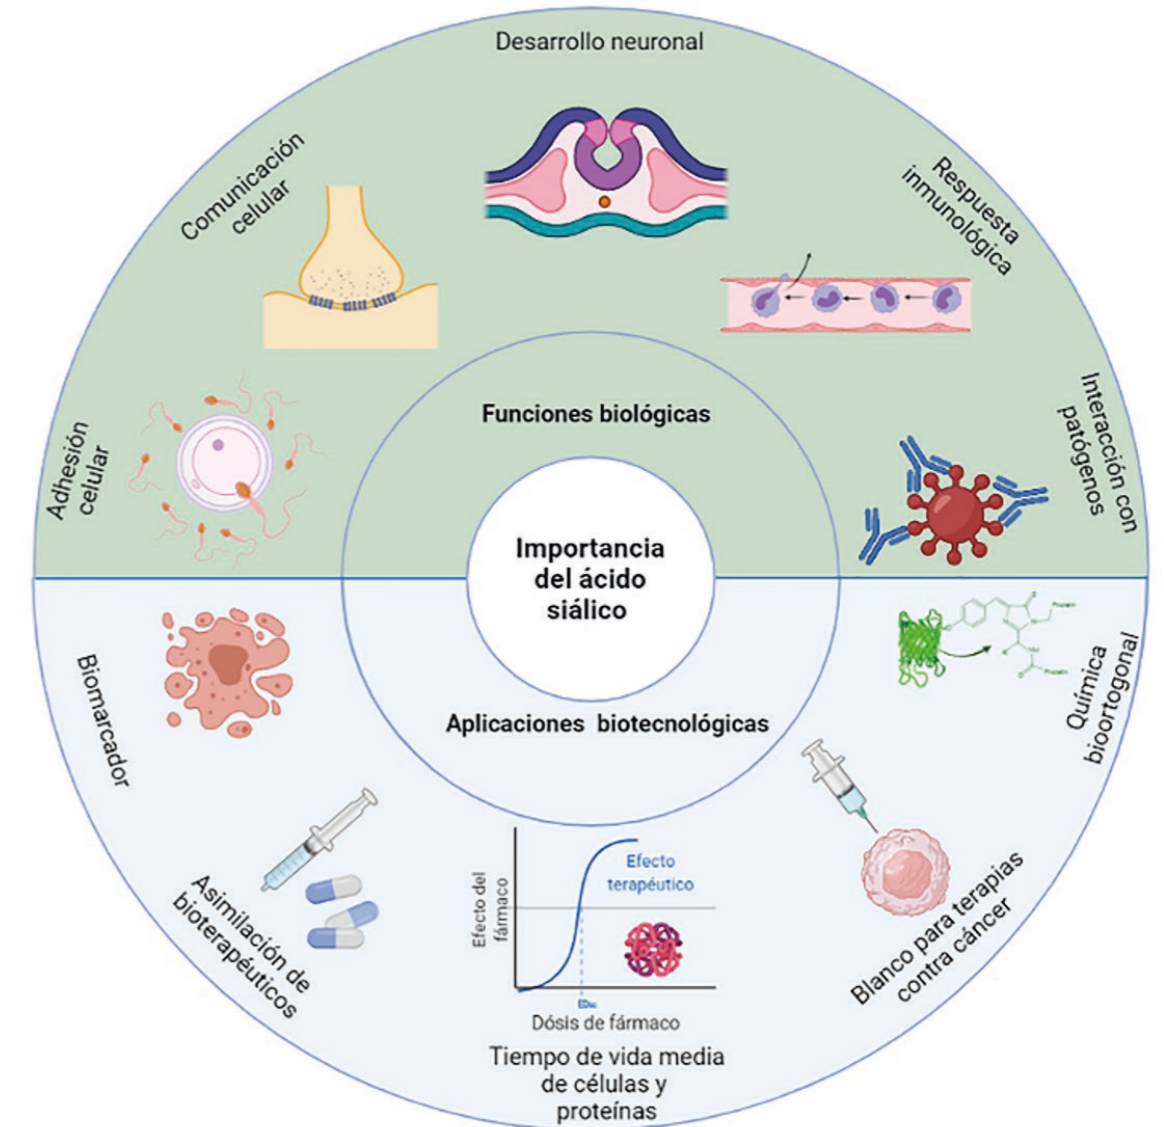 Desarrollo neuronal
Comunicación
celular
Respuesta
inmunológica
Adhesión
celular
Interacción con
patógenos
Funciones biológicas
Importancia
del ácido
siálico
Aplicaciones biotecnológicas
Biomarcador
Química
bioortogonal
Asimilación de
bioterapéuticos
Efecto del
fármaco
Efecto
terapéutico
Dósis de fármaco
Tiempo de vida media
de células y
proteínas
Blanco para terapias
contra cáncer